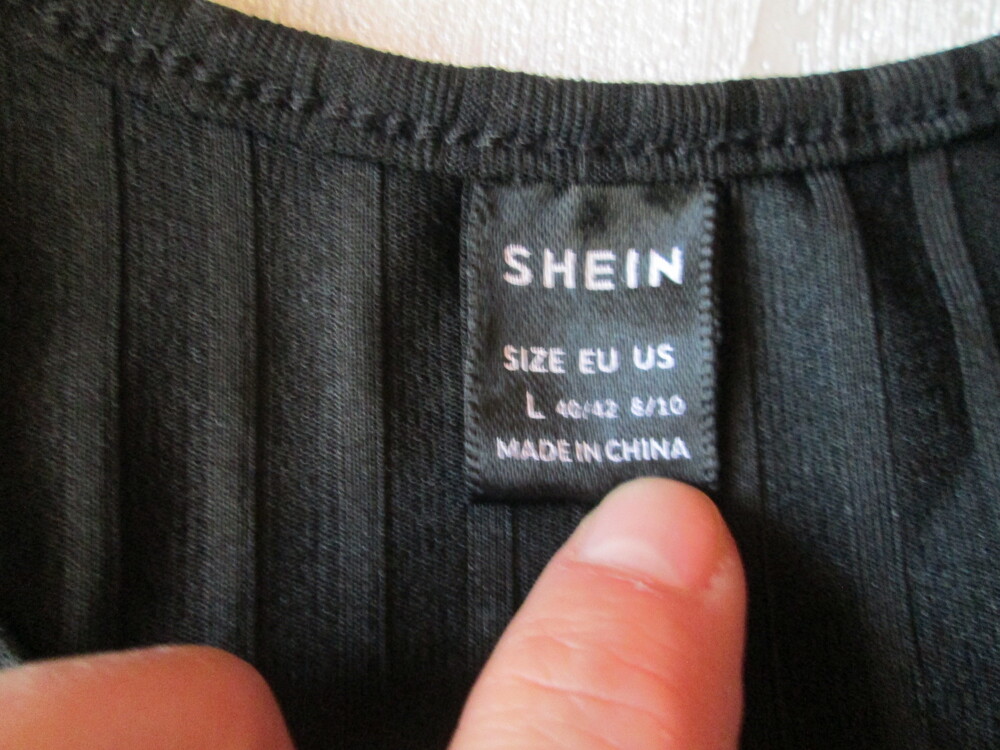 SHEIN
SIZE EU US
L 40/42 8/10
MADE IN CHINA